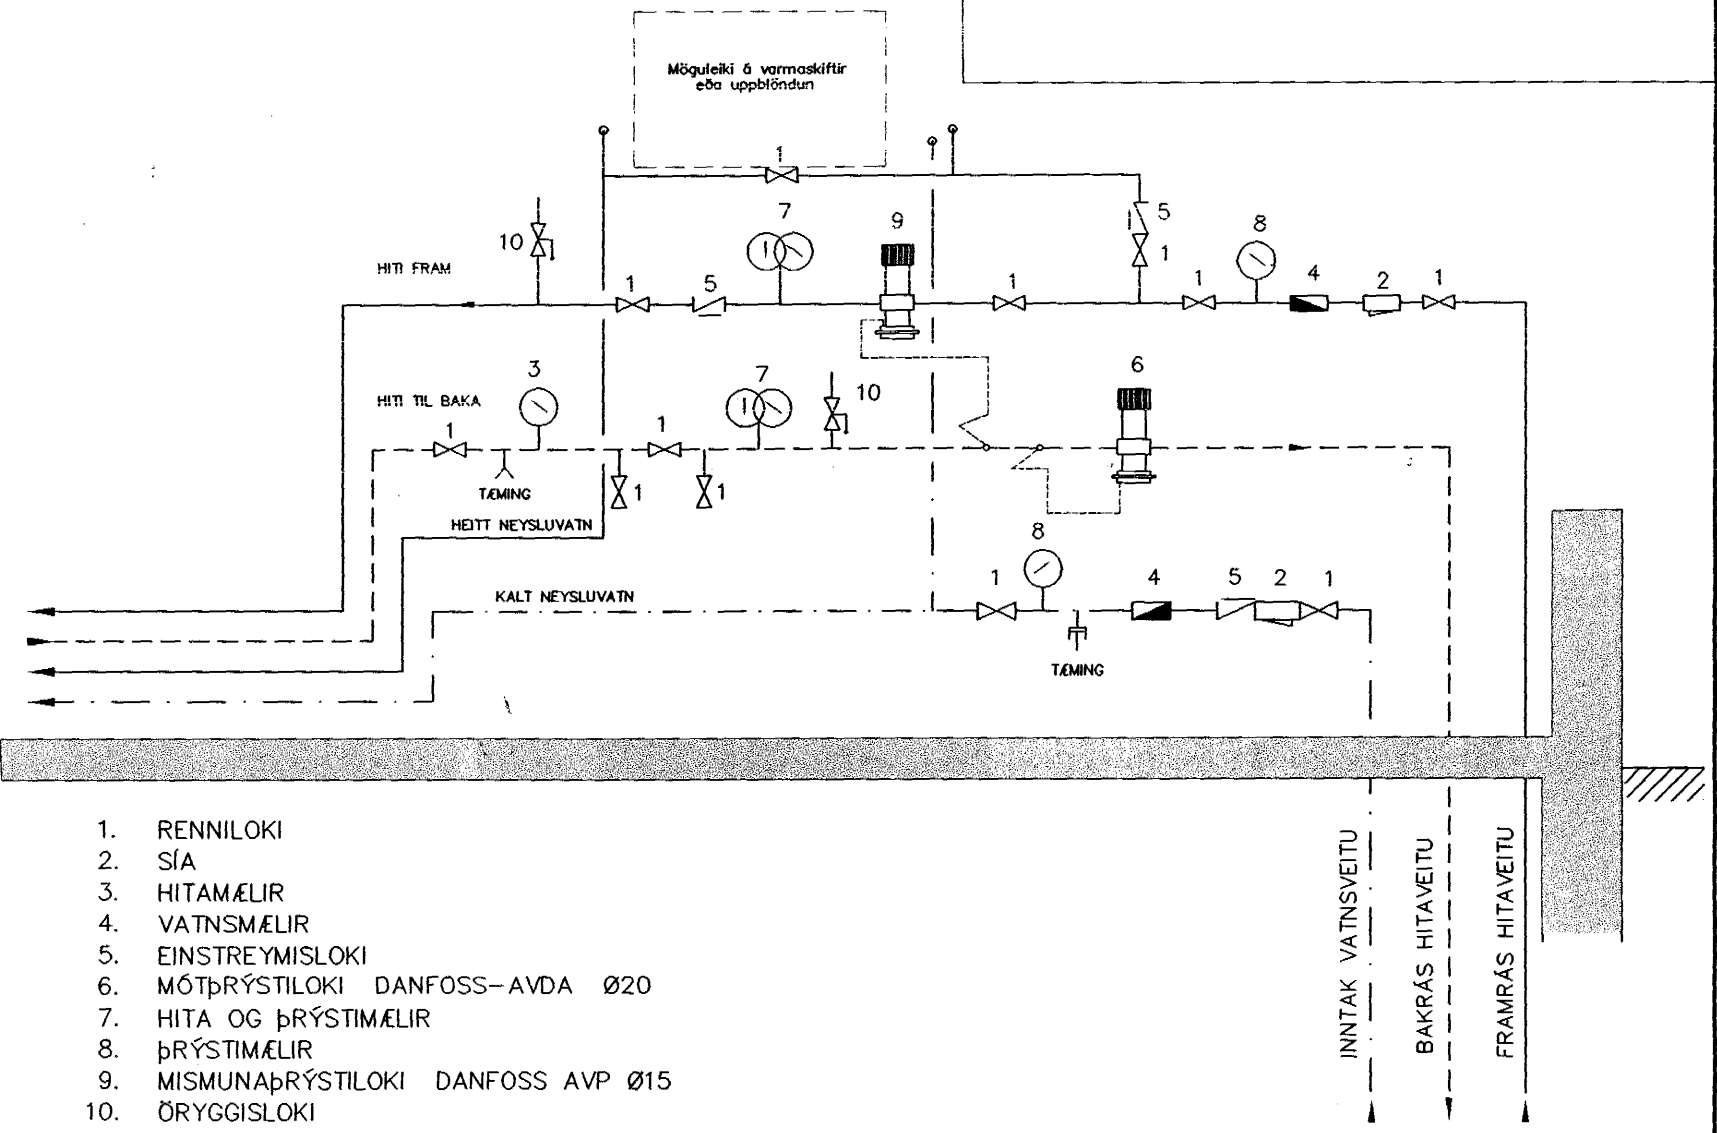 Möguleiki á varmaskiftir
eða uppblöndun
1
5
7
9
8
10
1
HITI FRAM
1
5
1
1
4
2
1
3
7
10
6
HITI TIL BAKA
1
1
TÆMING
1
1
HEITT NEYSLUVATN
8
KALT NEYSLUVATN
1
4
5
2
1
TÆMING
1. RENNILOKI
2. SÍA
3. HITAMÆLIR
4. VATNSMÆLIR
5. EINSTREYMISLOKI
6. MÓTÞRÝSTILOKI DANFOSS-AVDA Ø20
7. HITA OG ÞRÝSTIMÆLIR
8. ÞRÝSTIMÆLIR
9. MISMUNAÞRÝSTILOKI DANFOSS AVP Ø15
10. ÖRYGGISLOKI
INNTAK VATNSVEITU
BAKRÁS HITAVEITU
FRAMRÁS HITAVEITU